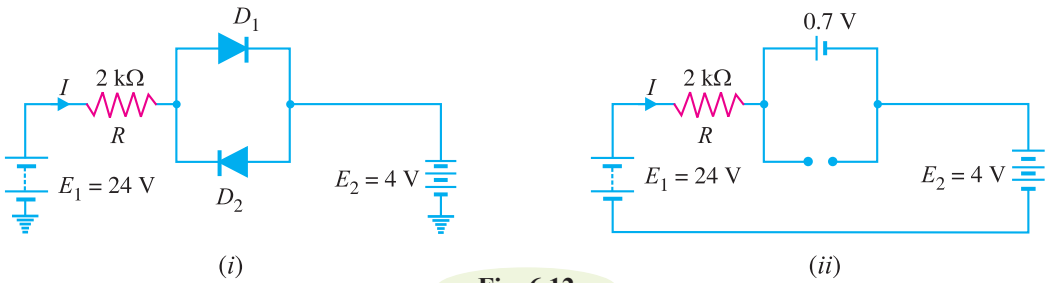 D1
I
2 kΩ
R
E1 = 24 V
D2
E2 = 4 V
(i)
0.7 V
I
2 kΩ
R
E1 = 24 V
E2 = 4 V
(ii)